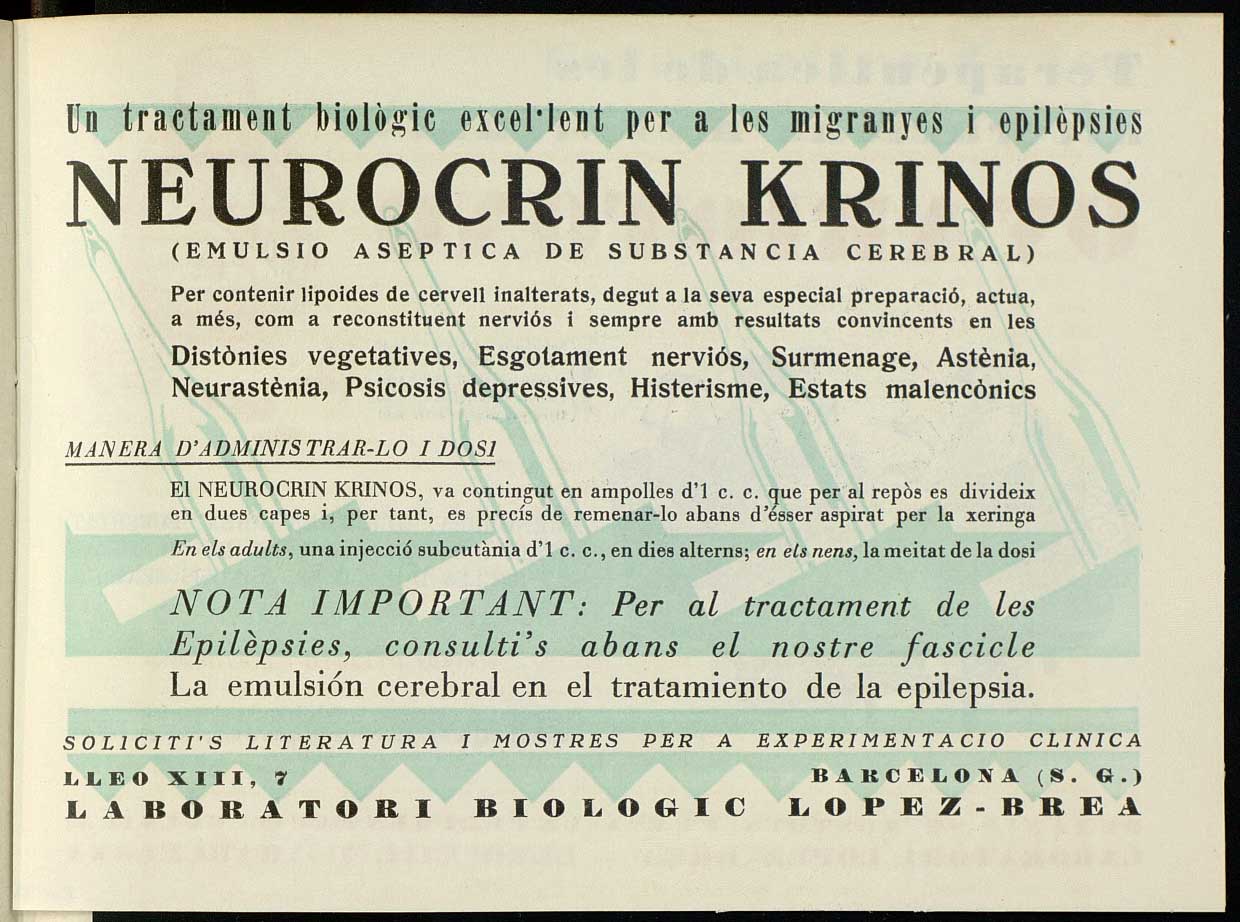 Un tractament biològic excel·lent per a les migranyes i epilèpsies
NEUROCRIN KRINOS
(EMULSIO ASEPTICA DE SUBSTANCIA CEREBRAL)
Per contenir lipoides de cervell inalterats, degut a la seva especial preparació, actua,
a més, com a reconstituent nerviós i sempre amb resultats convincents en les
Distònies vegetatives, Esgotament nerviós, Surmenage, Astènia,
Neurastènia, Psicosis depressives, Histerisme, Estats malencònics
MANERA D'ADMINISTRAR-LO I DOSI
El NEUROCRIN KRINOS, va contingut en ampolles d'1 c. c. que per al repòs es divideix
en dues capes i, per tant, es precís de remenar-lo abans d'ésser aspirat per la xeringa
En els adults, una injecció subcutània d'1 c. c., en dies alterns; en els nens, la meitat de la dosi
NOTA IMPORTANT: Per al tractament de les
Epilèpsies, consulti's abans el nostre fascicle
La emulsión cerebral en el tratamiento de la epilepsia.
SOLICITI'S LITERATURA I MOSTRES PER A EXPERIMENTACIO CLINICA
LLEO XIII, 7 BARCELONA (S. G.)
LABORATORI BIOLOGIC LOPEZ-BREA